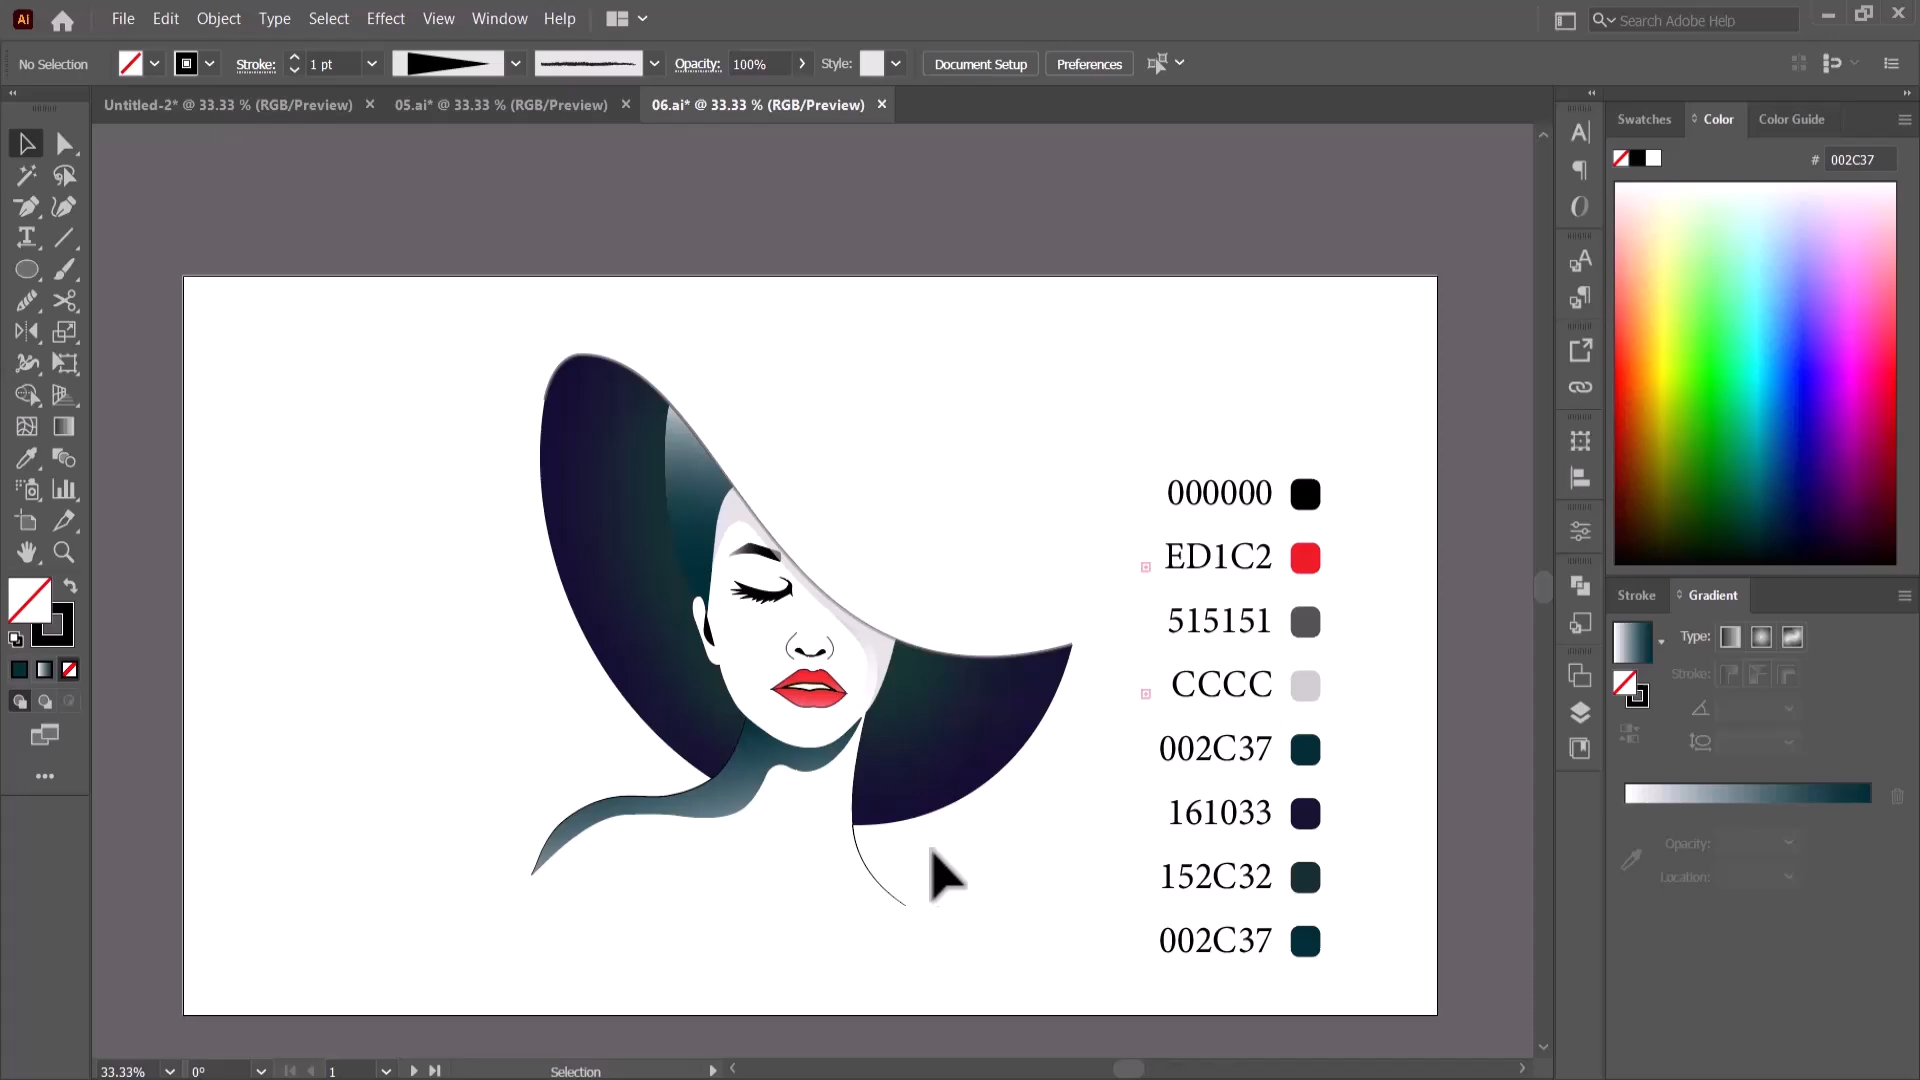 Ai File Edit Object Type Select Effect View Window Help Search Adobe Help
No Selection Stroke: 1 pt Opacity: 100% Style: Document Setup Preferences
Untitled-2* @ 33.33 % (RGB/Preview) × 05.ai* @ 33.33 % (RGB/Preview) × 06.ai* @ 33.33 % (RGB/Preview) ×
Swatches Color Color Guide
# 002C37
000000
ED1C2
515151
CCCC
002C37
161033
152C32
002C37
Stroke Gradient
Type:
Stroke:
Opacity:
Location:
33.33% 0° 1 Selection